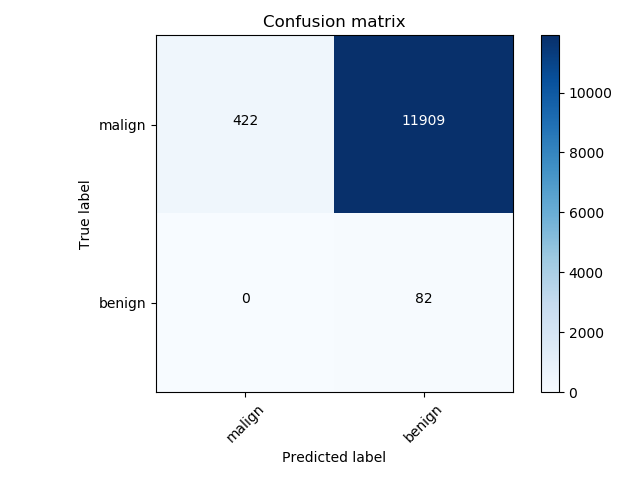 Confusion matrix
True label
malign
422
11909
benign
0
82
malign
benign
Predicted label
10000
8000
6000
4000
2000
0